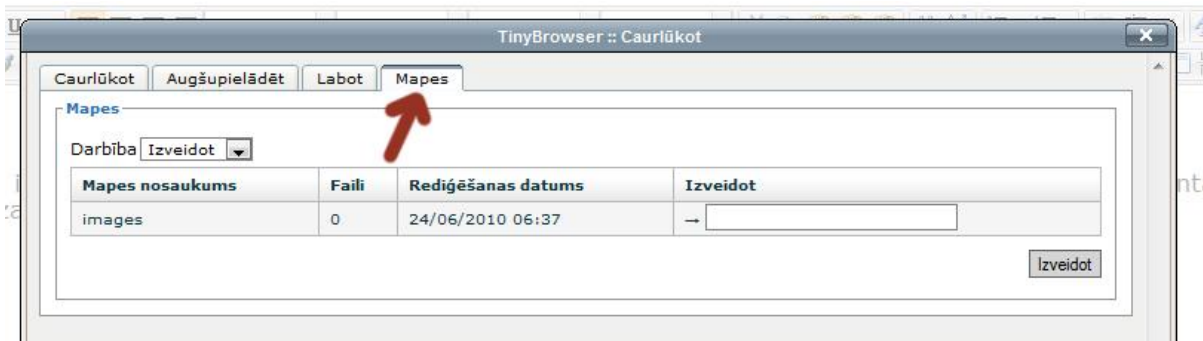 TinyBrowser :: Caurlūkot
Caurlūkot Augšupielādēt Labot Mapes
Mapes
Darbība Izveidot
Mapes nosaukums Faili Rediģēšanas datums Izveidot
images 0 24/06/2010 06:37 →
Izveidot